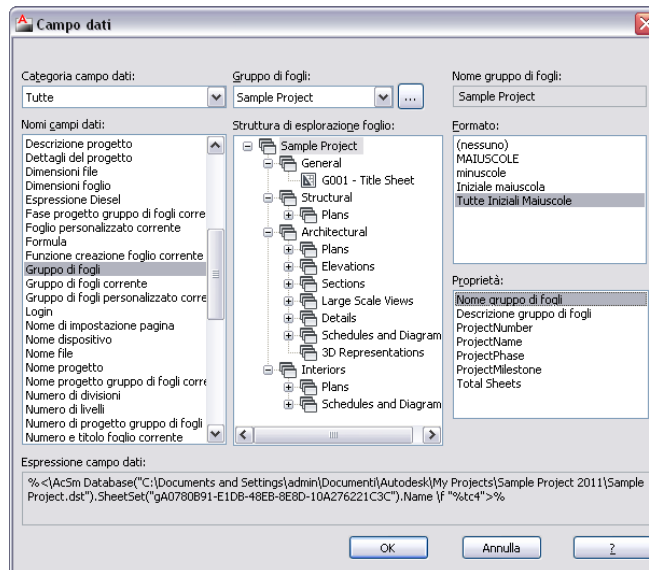 Campo dati
Categoria campo dati:
Tutte
Gruppo di fogli:
Sample Project
...
Nome gruppo di fogli:
Sample Project
Nomi campi dati:
Descrizione progetto
Dettagli del progetto
Dimensioni file
Dimensioni foglio
Espressione Diesel
Fase progetto gruppo di fogli corre
Foglio personalizzato corrente
Formula
Funzione creazione foglio corrente
Gruppo di fogli
Gruppo di fogli corrente
Gruppo di fogli personalizzato corre
Login
Nome di impostazione pagina
Nome dispositivo
Nome file
Nome progetto
Nome progetto gruppo di fogli corre
Numero di divisioni
Numero di livelli
Numero di progetto gruppo di fogli
Numero e titolo foglio corrente
Struttura di esplorazione foglio:
Sample Project
General
G001 - Title Sheet
Structural
Plans
Architectural
Plans
Elevations
Sections
Large Scale Views
Details
Schedules and Diagram
3D Representations
Interiors
Plans
Schedules and Diagram
Formato:
(nessuno)
MAIUSCOLE
minuscole
Iniziale maiuscola
Tutte Iniziali Maiuscole
Proprietà:
Nome gruppo di fogli
Descrizione gruppo di fogli
ProjectNumber
ProjectName
ProjectPhase
ProjectMilestone
Total Sheets
Espressione campo dati:
%<\AcSm Database("C:\Documents and Settings\admin\Documenti\Autodesk\My Projects\Sample Project 2011\Sample
Project.dst").SheetSet("gA0780B91-E1DB-48EB-8E8D-10A276221C3C").Name \f "%tc4">%
OK
Annulla
?